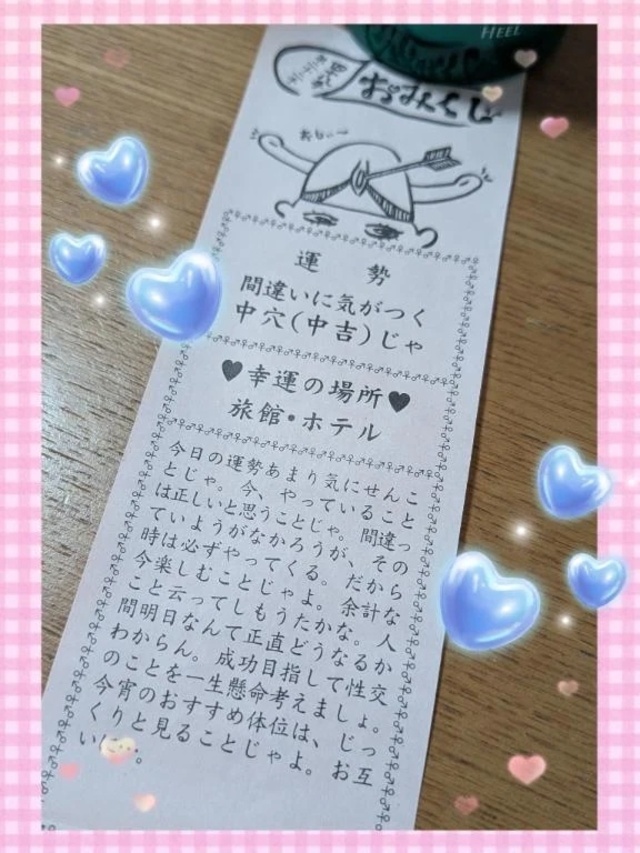 HEEL
おみくじ
おしい〜
運 勢
間違いに気がつく
中穴(中吉)じゃ
♥幸運の場所♥
旅館・ホテル
今日の運勢あまり気にせんこ
とじゃ。今、やっていること
は正しいと思うことじゃ。間違っ
ていようがなかろうが、その
時は必ずやってくる。だから
今楽しむことじゃよ。余計な
こと云ってしもうたかな。人
間明日なんて正直どうなるか
わからん。成功目指して性交
のことを一生懸命考えましょ。
今宵のおすすめ体位は、じっ
くりと見ることじゃよ。お互
い